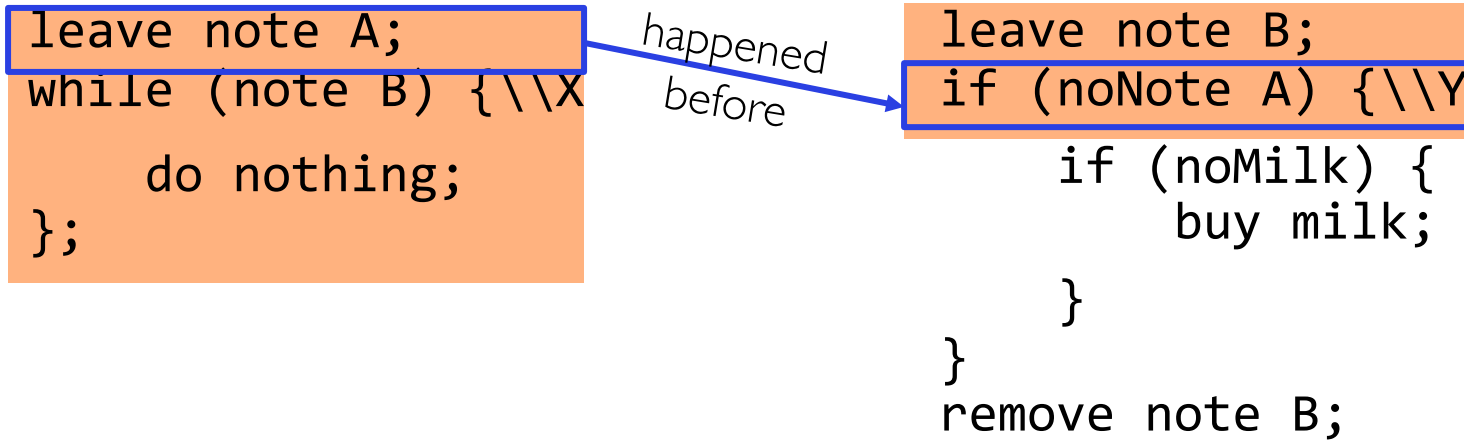 leave note A;
while (note B) {\\X
do nothing;
};
happened
before
leave note B;
if (noNote A) {\\Y
if (noMilk) {
buy milk;
}
}
remove note B;